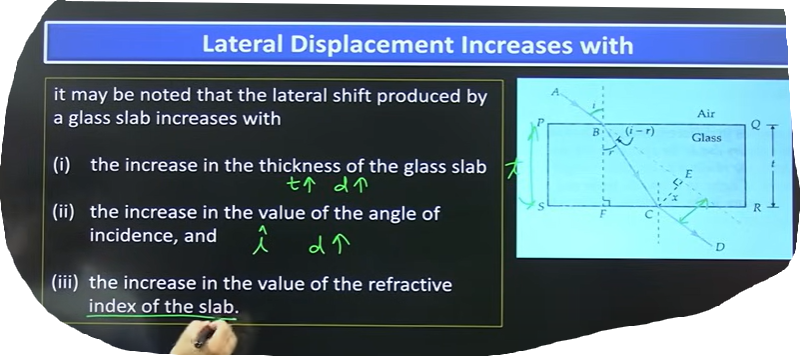 Lateral Displacement Increases with
it may be noted that the lateral shift produced by
a glass slab increases with
(i) the increase in the thickness of the glass slab
t↑ d↑
(ii) the increase in the value of the angle of
incidence, and
î d↑
(iii) the increase in the value of the refractive
index of the slab.
A
i
Air
P
B
(i – r)
Q
Glass
r
t
E
t
x
S
F
C
R
D